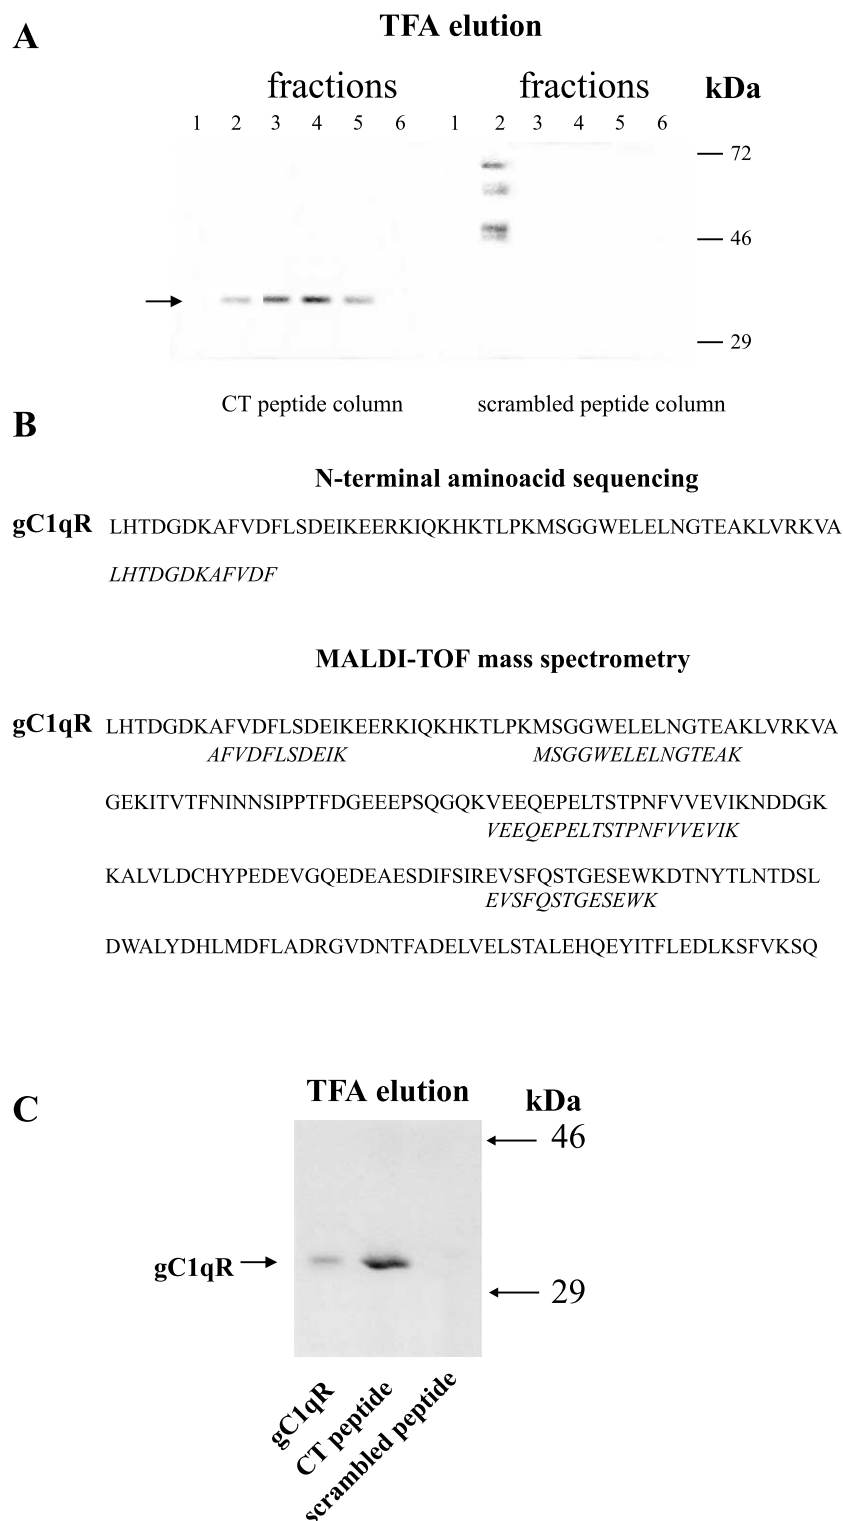 A
TFA elution
fractions fractions kDa
1 2 3 4 5 6 1 2 3 4 5 6
72
46
29
CT peptide column scrambled peptide column
B
N-terminal aminoacid sequencing
gC1qR LHTDGDKAFVDFLSDEIKEERKIQKHKTLPKMSGGWELELNGTEAKLVRKVA
LHTDGDKAFVDF
MALDI-TOF mass spectrometry
gC1qR LHTDGDKAFVDFLSDEIKEERKIQKHKTLPKMSGGWELELNGTEAKLVRKVA
AFVDFLSDEIK MSGGWELELNGTEAK
GEKITVTFNINNSIPPTFDGEEEPSQGQKVEEQEPELTSTPNFVVEVIKNDDGK
VEEQEPELTSTPNFVVEVIK
KALVLDCHYPEDEVGQEDEAESDIFSIREVSFQSTGESEWKDTNYTLNTDSL
EVSFQSTGESEWK
DWALYDHLMDFLADRGVDNTFADELVELSTALEHQEYITFLEDLKSFVKSQ
C
TFA elution
kDa
46
gC1qR
29
gC1qR
CT peptide
scrambled peptide